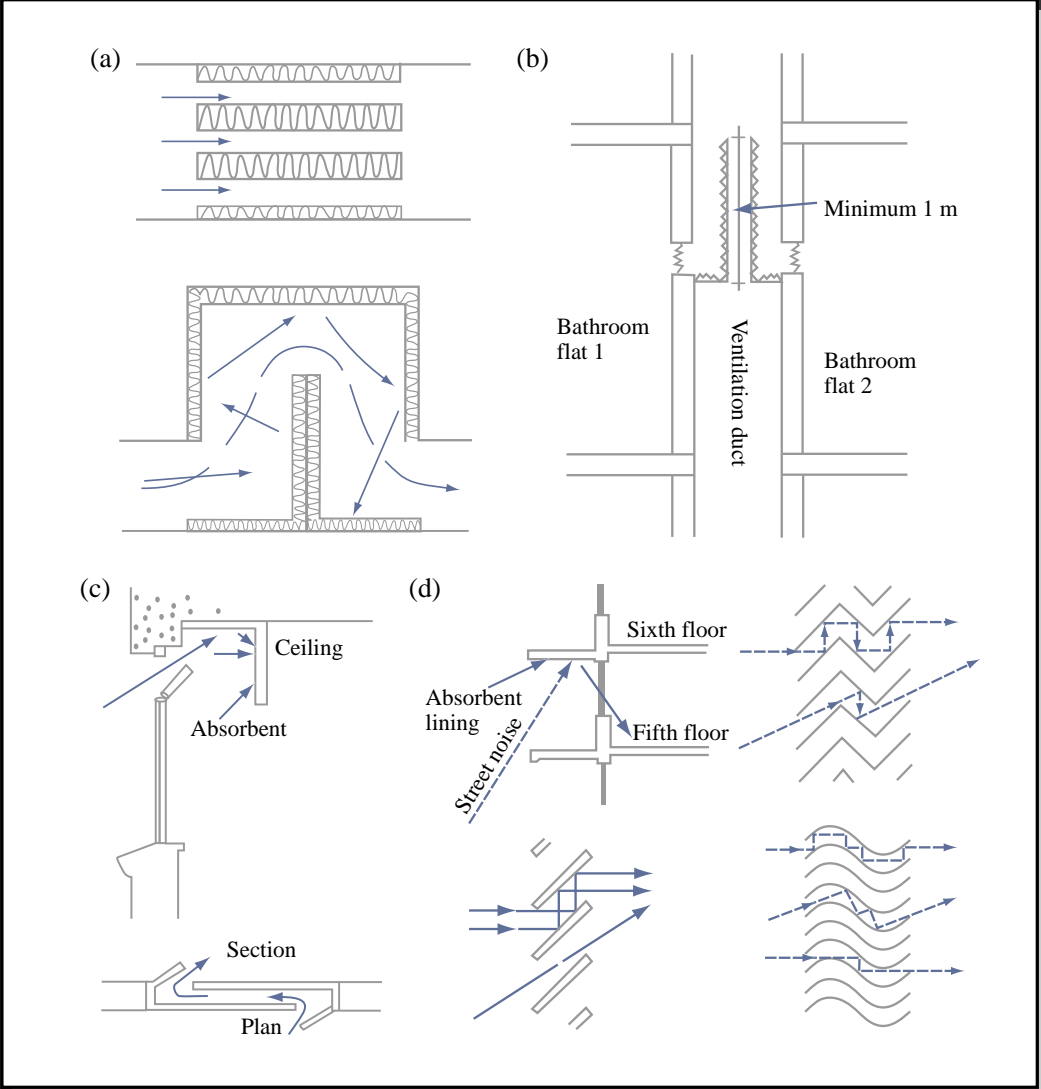 (a)
(b)
Minimum 1 m
Bathroom
flat 1
Ventilation duct
Bathroom
flat 2
(c)
Ceiling
Absorbent
Section
Plan
(d)
Sixth floor
Absorbent
lining
Fifth floor
Street noise